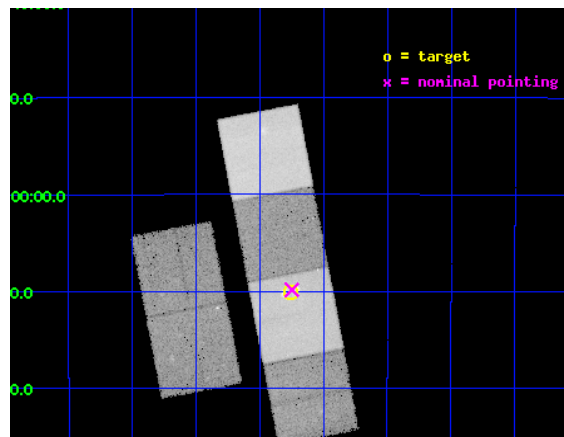 o = target
x = nominal pointing
0.0
00:00.0
0.0
0.0